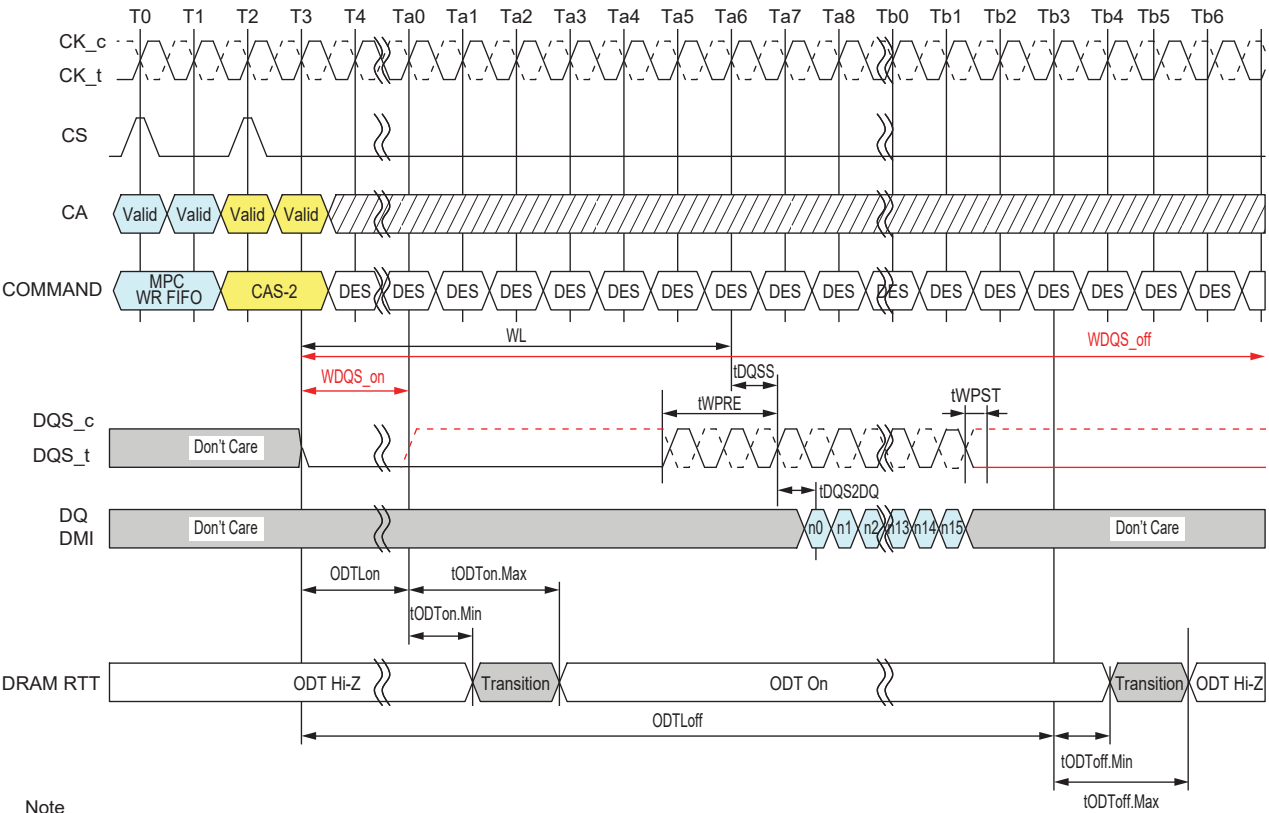 T0 T1 T2 T3 T4 Ta0 Ta1 Ta2 Ta3 Ta4 Ta5 Ta6 Ta7 Ta8 Tb0 Tb1 Tb2 Tb3 Tb4 Tb5 Tb6
CK_c
CK_t
CS
CA Valid Valid Valid Valid
COMMAND MPC WR FIFO CAS-2 DES DES DES DES DES DES DES DES DES DES DES DES DES DES DES DES DES
WL
WDQS_off
WDQS_on
tDQSS
tWPRE
tWPST
DQS_c
DQS_t
Don't Care
tDQS2DQ
DQ
DMI
Don't Care n0 n1 n2 n13 n14 n15 Don't Care
ODTLon tODTon.Max
tODTon.Min
DRAM RTT ODT Hi-Z Transition ODT On Transition ODT Hi-Z
ODTLoff
tODToff.Min
tODToff.Max
Note